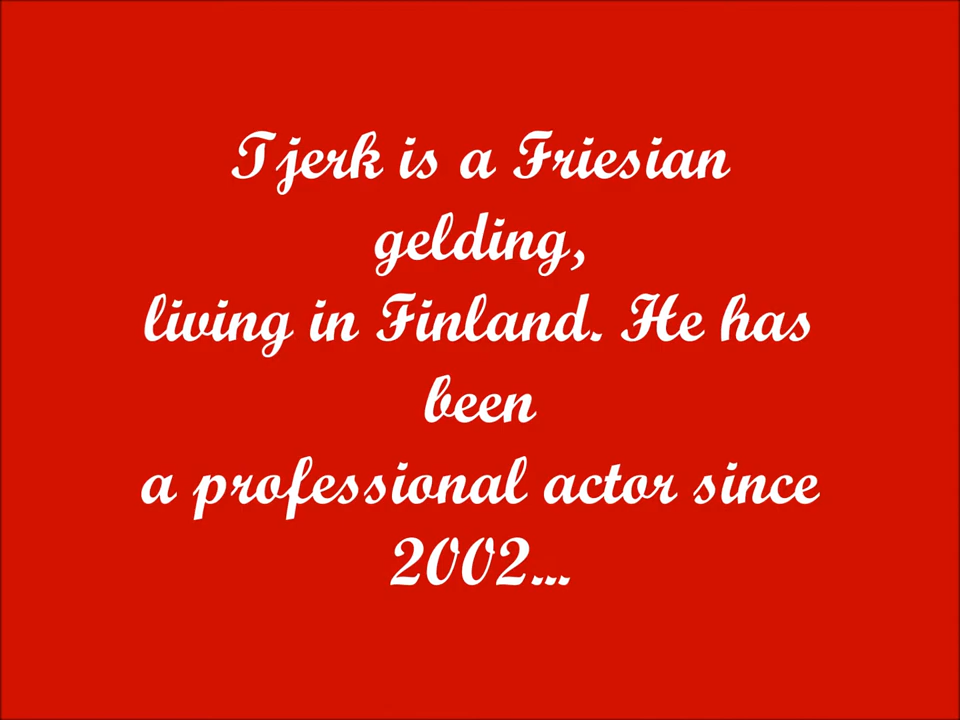 Tjerk is a Friesian
gelding,
living in Finland. He has
been
a professional actor since
2002...